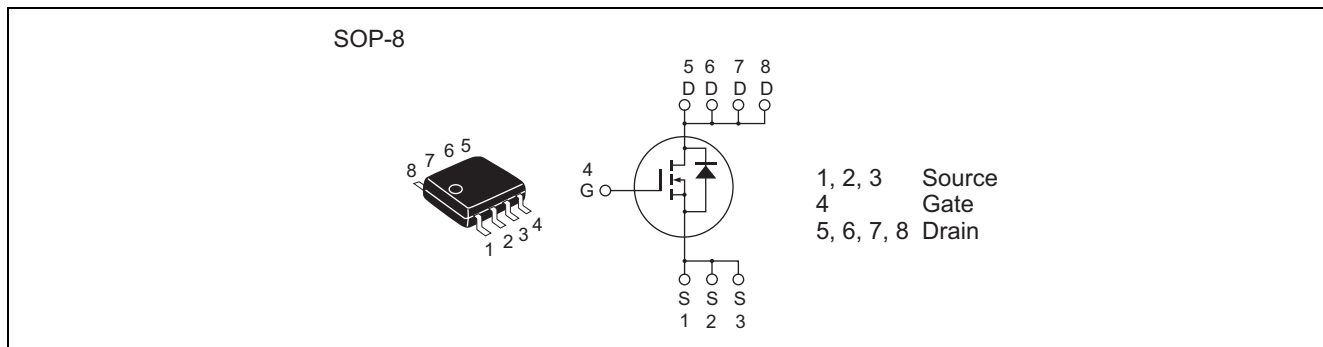 SOP-8
5 6 7 8
D D D D
8 7 6 5
4
G
1 2 3 4
S S S
1 2 3
1, 2, 3 Source
4 Gate
5, 6, 7, 8 Drain